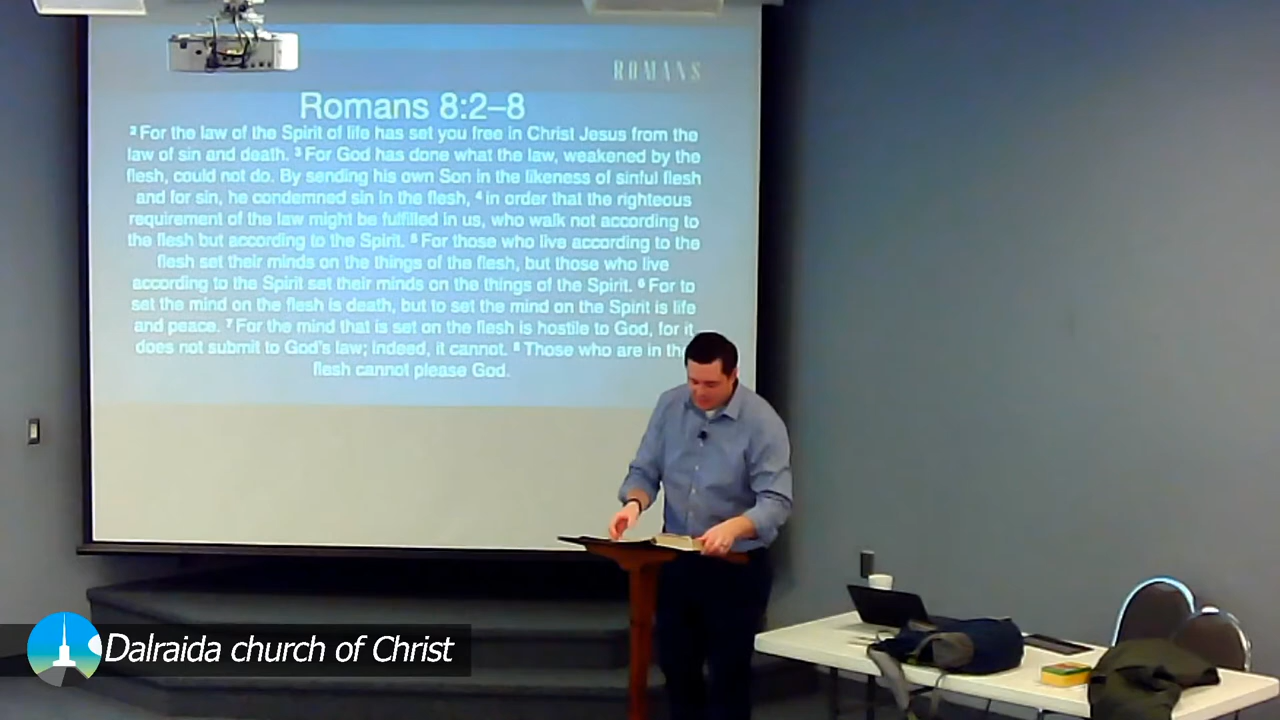 ROMANS
Romans 8:2–8
² For the law of the Spirit of life has set you free in Christ Jesus from the
law of sin and death. ³ For God has done what the law, weakened by the
flesh, could not do. By sending his own Son in the likeness of sinful flesh
and for sin, he condemned sin in the flesh, ⁴ in order that the righteous
requirement of the law might be fulfilled in us, who walk not according to
the flesh but according to the Spirit. ⁵ For those who live according to the
flesh set their minds on the things of the flesh, but those who live
according to the Spirit set their minds on the things of the Spirit. ⁶ For to
set the mind on the flesh is death, but to set the mind on the Spirit is life
and peace. ⁷ For the mind that is set on the flesh is hostile to God, for it
does not submit to God's law; indeed, it cannot. ⁸ Those who are in the
flesh cannot please God.
Dalraida church of Christ